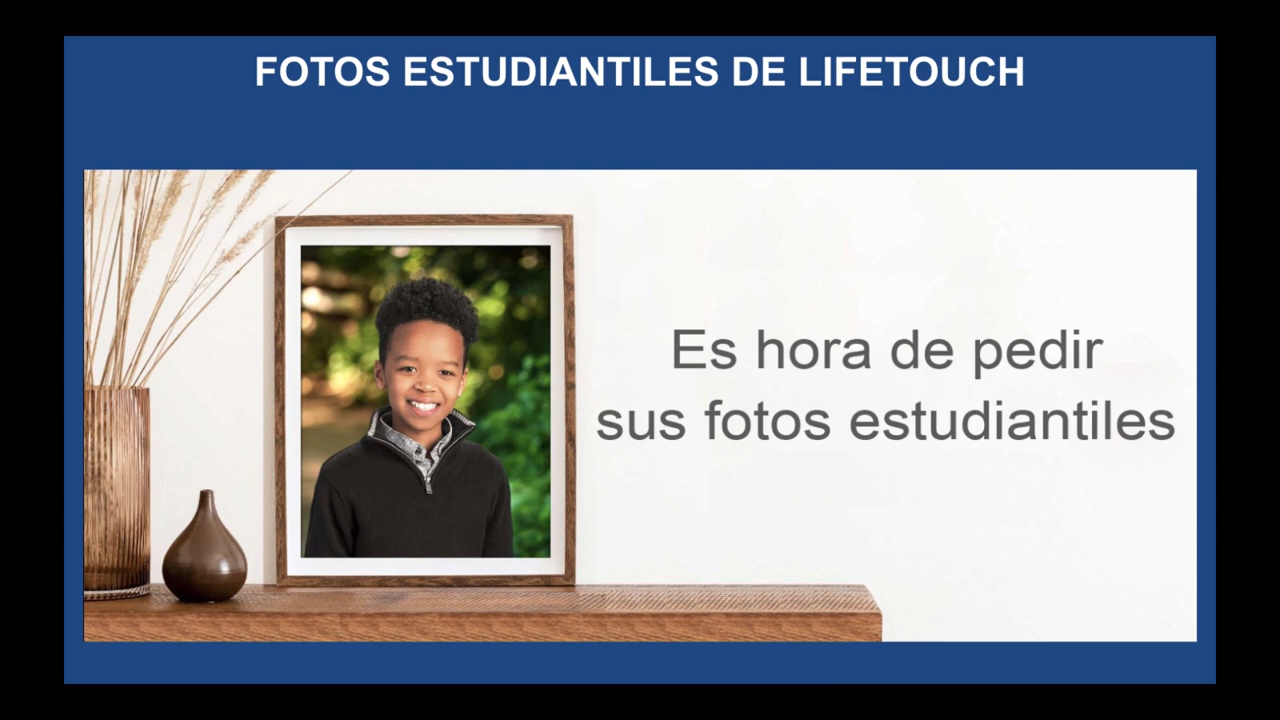 FOTOS ESTUDIANTILES DE LIFETOUCH
Es hora de pedir
sus fotos estudiantiles